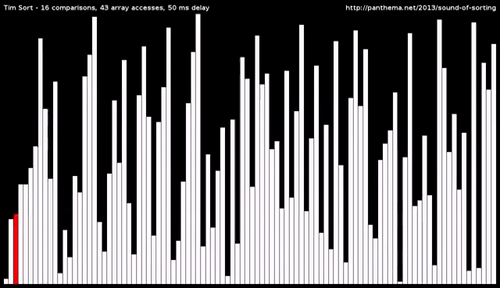 Tim Sort - 16 comparisons, 43 array accesses, 50 ms delay
http://panthema.net/2013/sound-of-sorting